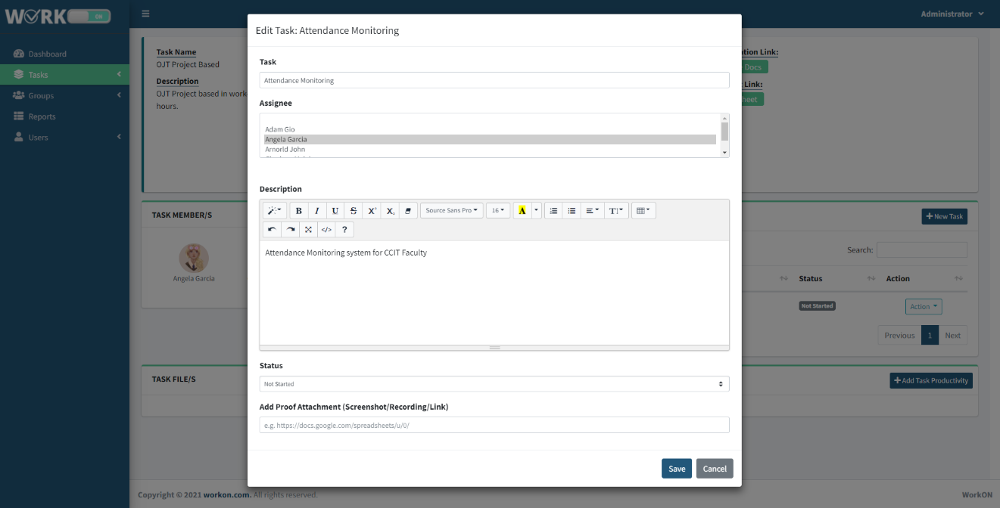 WORK ON
Administrator
Dashboard
Tasks
Groups
Reports
Users
Task Name
OJT Project Based
Description
OJT Project based in work
hours.
tion Link:
Docs
Link:
heet
TASK MEMBER/S
Angela Garcia
New Task
Search:
Status
Action
Not Started
Action
Previous
1
Next
TASK FILE/S
Add Task Productivity
Edit Task: Attendance Monitoring
Task
Attendance Monitoring
Assignee
Adam Gio
Angela Garcia
Arnorld John
Description
B I U S X² X₂ Source Sans Pro 16 A T
</> ?
Attendance Monitoring system for CCIT Faculty
Status
Not Started
Add Proof Attachment (Screenshot/Recording/Link)
e.g. https://docs.google.com/spreadsheets/u/0/
Save
Cancel
Copyright © 2021 workon.com. All rights reserved.
WorkON